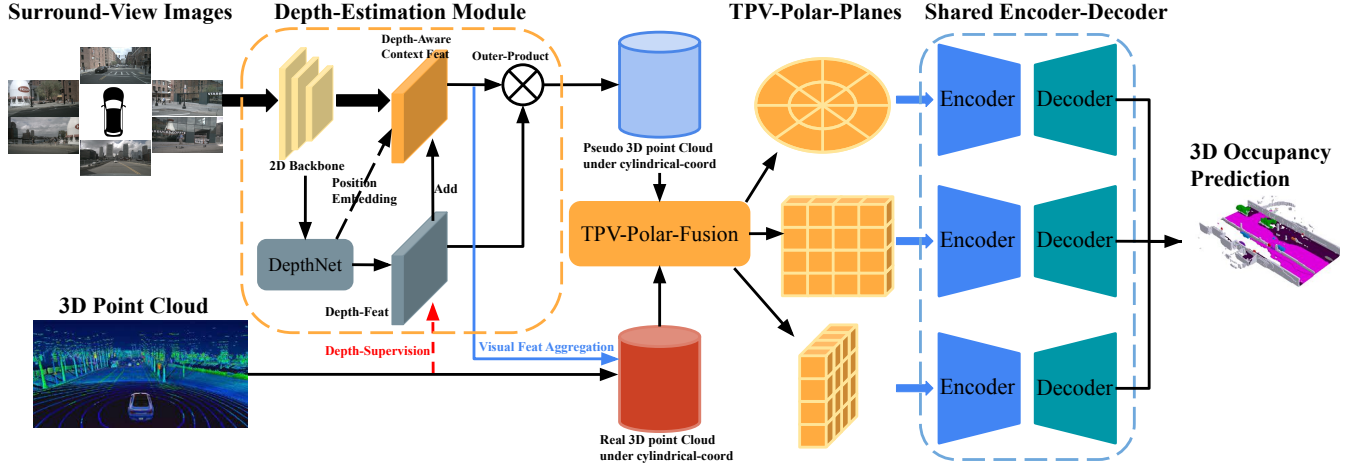 Surround-View Images
Depth-Estimation Module
TPV-Polar-Planes
Shared Encoder-Decoder
Depth-Aware
Context Feat
Outer-Product
2D Backbone
Position
Embedding
Add
DepthNet
Depth-Feat
Pseudo 3D point Cloud
under cylindrical-coord
TPV-Polar-Fusion
Encoder
Decoder
Encoder
Decoder
Encoder
Decoder
3D Occupancy
Prediction
3D Point Cloud
Depth-Supervision
Visual Feat Aggregation
Real 3D point Cloud
under cylindrical-coord